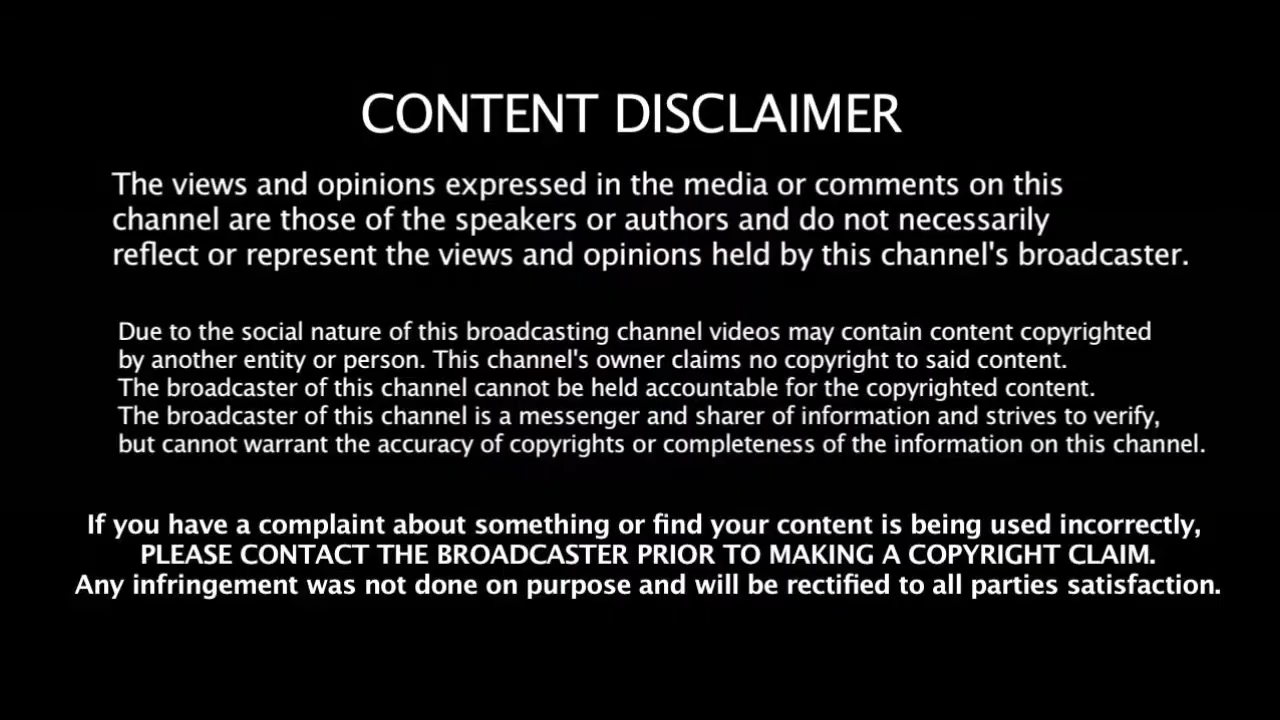 CONTENT DISCLAIMER
The views and opinions expressed in the media or comments on this
channel are those of the speakers or authors and do not necessarily
reflect or represent the views and opinions held by this channel's broadcaster.
Due to the social nature of this broadcasting channel videos may contain content copyrighted
by another entity or person. This channel's owner claims no copyright to said content.
The broadcaster of this channel cannot be held accountable for the copyrighted content.
The broadcaster of this channel is a messenger and sharer of information and strives to verify,
but cannot warrant the accuracy of copyrights or completeness of the information on this channel.
If you have a complaint about something or find your content is being used incorrectly,
PLEASE CONTACT THE BROADCASTER PRIOR TO MAKING A COPYRIGHT CLAIM.
Any infringement was not done on purpose and will be rectified to all parties satisfaction.